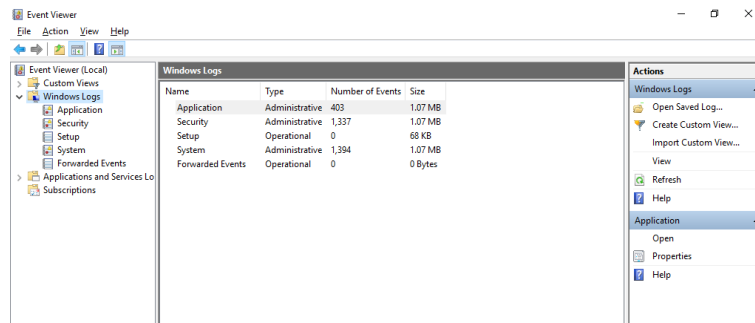 Event Viewer
File Action View Help
Event Viewer (Local)
Custom Views
Windows Logs
Application
Security
Setup
System
Forwarded Events
Applications and Services Lo
Subscriptions
Windows Logs
Name Type Number of Events Size
Application Administrative 403 1.07 MB
Security Administrative 1,337 1.07 MB
Setup Operational 0 68 KB
System Administrative 1,394 1.07 MB
Forwarded Events Operational 0 0 Bytes
Actions
Windows Logs
Open Saved Log...
Create Custom View...
Import Custom View...
View
Refresh
Help
Application
Open
Properties
Help